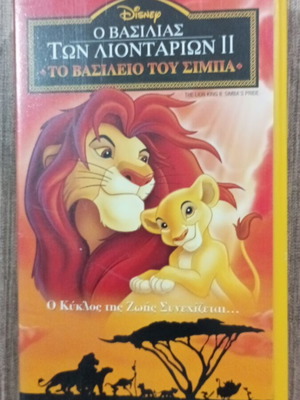 Disney
Ο ΒΑΣΙΛΙΑΣ
ΤΩΝ ΛΙΟΝΤΑΡΙΩΝ II
ΤΟ ΒΑΣΙΛΕΙΟ ΤΟΥ ΣΙΜΠΑ
THE LION KING II: SIMBA'S PRIDE
Ο Κύκλος της Ζωής Συνεχίζεται...